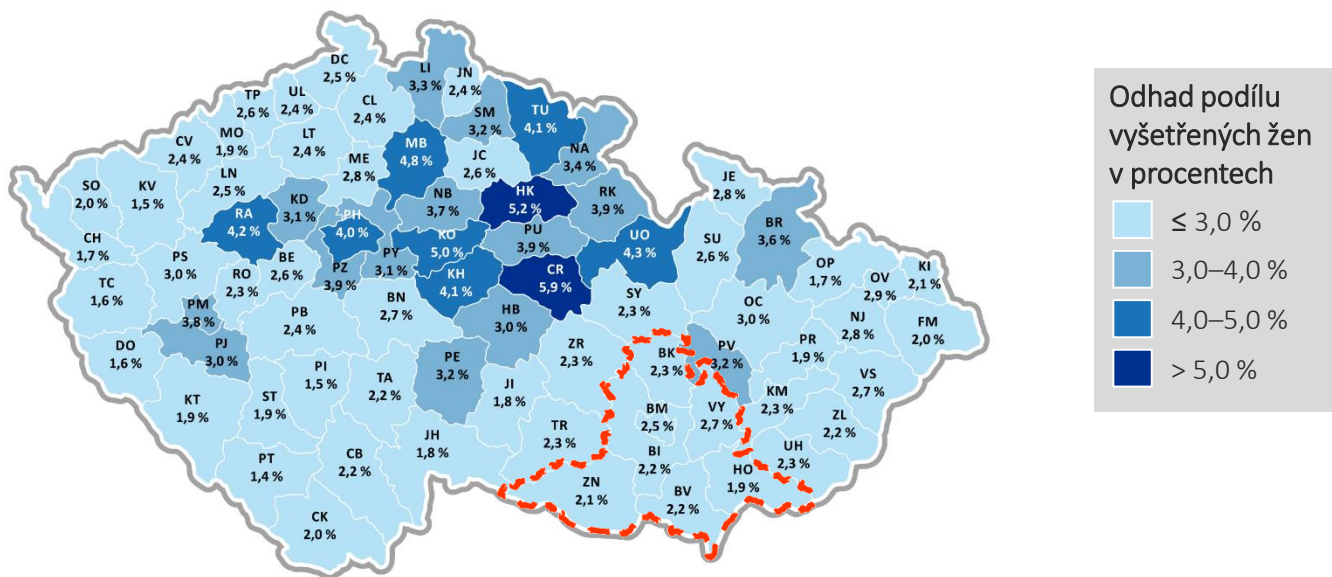 DC
2,5 %
LI
3,3 %
JN
2,4 %
TP
2,6 %
UL
2,4 %
CL
2,4 %
SM
3,2 %
TU
4,1 %
CV
2,4 %
MO
1,9 %
LT
2,4 %
MB
4,8 %
JC
2,6 %
NA
3,4 %
ME
2,8 %
SO
2,0 %
KV
1,5 %
LN
2,5 %
KD
3,1 %
NB
3,7 %
HK
5,2 %
RK
3,9 %
JE
2,8 %
RA
4,2 %
PH
4,0 %
KO
5,0 %
PU
3,9 %
UO
4,3 %
SU
2,6 %
BR
3,6 %
CH
1,7 %
PS
3,0 %
RO
2,3 %
BE
2,6 %
PZ
3,9 %
PY
3,1 %
KH
4,1 %
CR
5,9 %
OP
1,7 %
OV
2,9 %
KI
2,1 %
TC
1,6 %
PM
3,8 %
PB
2,4 %
BN
2,7 %
HB
3,0 %
SY
2,3 %
OC
3,0 %
NJ
2,8 %
FM
2,0 %
DO
1,6 %
PJ
3,0 %
PE
3,2 %
ZR
2,3 %
BK
2,3 %
PV
3,2 %
PR
1,9 %
VS
2,7 %
KT
1,9 %
PI
1,5 %
ST
1,9 %
TA
2,2 %
JI
1,8 %
BM
2,5 %
VY
2,7 %
KM
2,3 %
ZL
2,2 %
PT
1,4 %
CB
2,2 %
JH
1,8 %
TR
2,3 %
BI
2,2 %
UH
2,3 %
HO
1,9 %
ZN
2,1 %
BV
2,2 %
CK
2,0 %
Odhad podílu
vyšetřených žen
v procentech
≤ 3,0 %
3,0–4,0 %
4,0–5,0 %
> 5,0 %